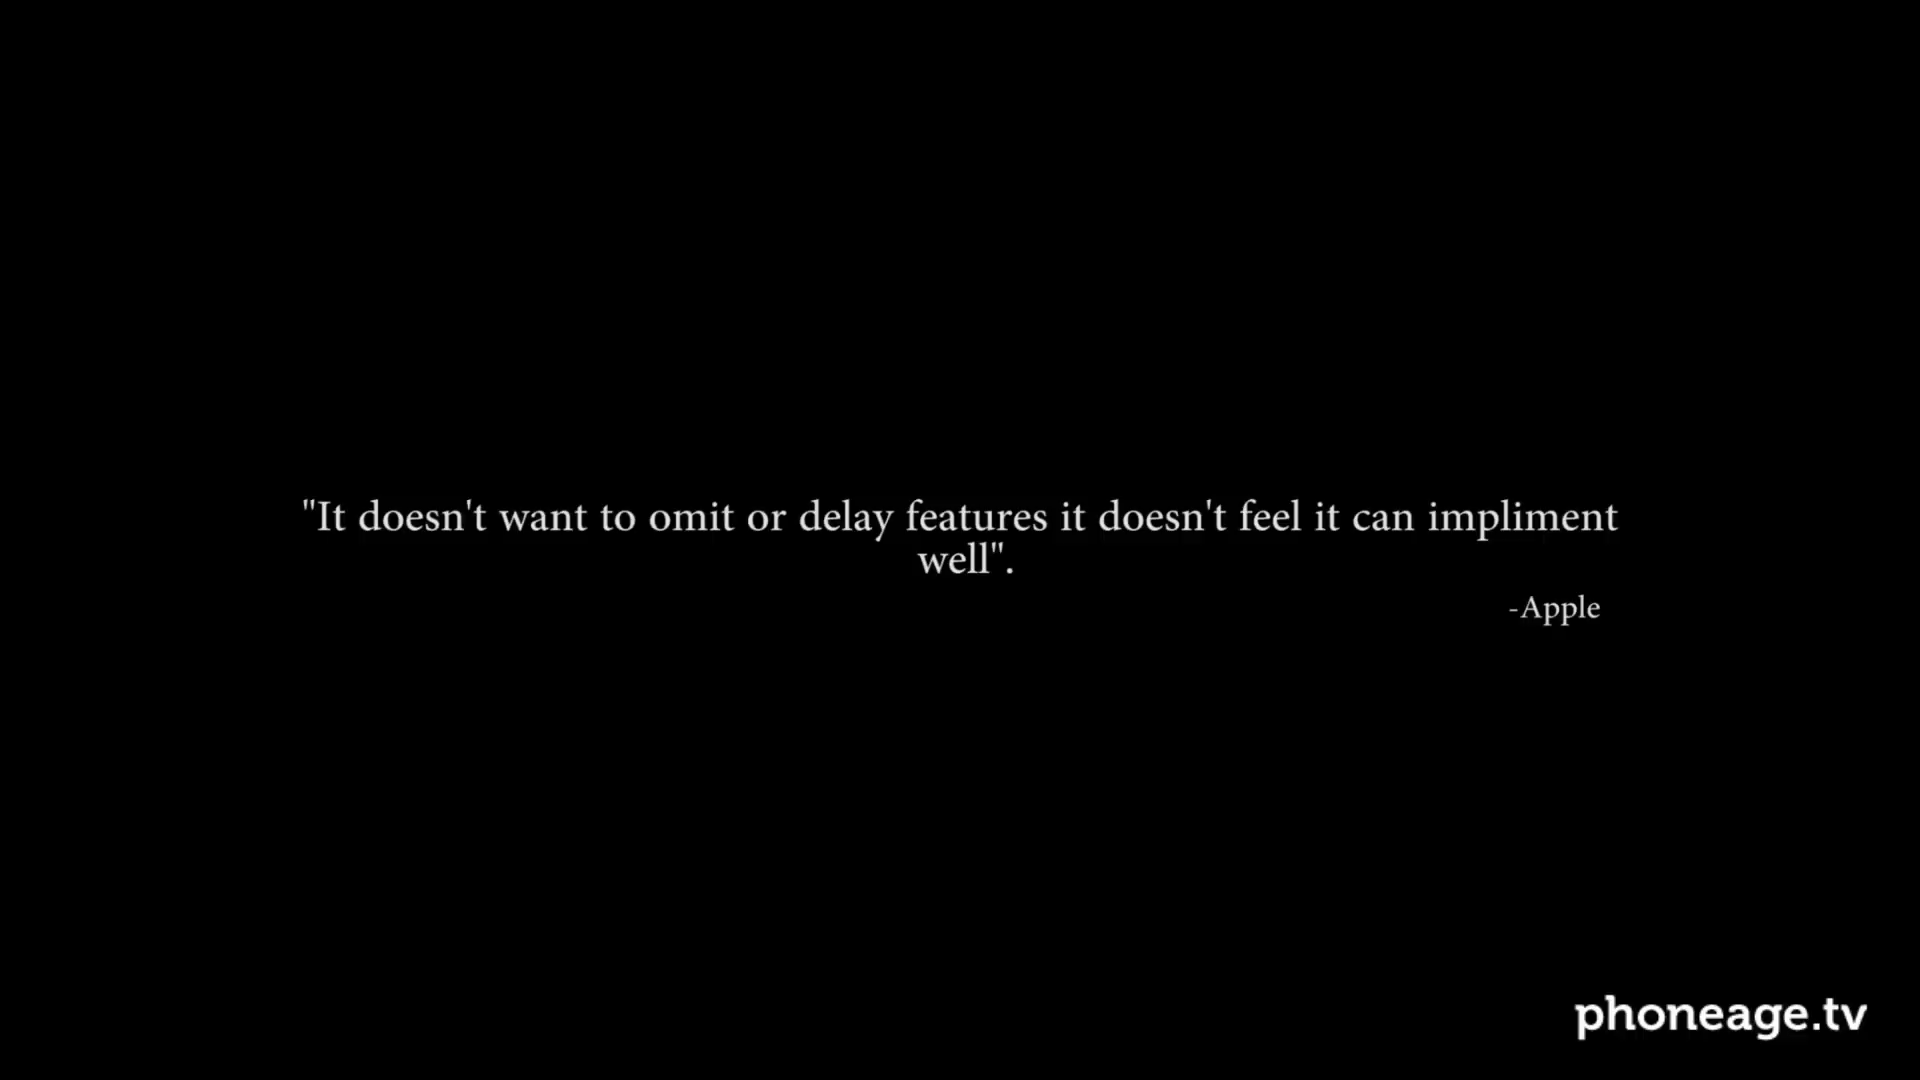 "It doesn't want to omit or delay features it doesn't feel it can impliment
well".
-Apple
phoneage.tv